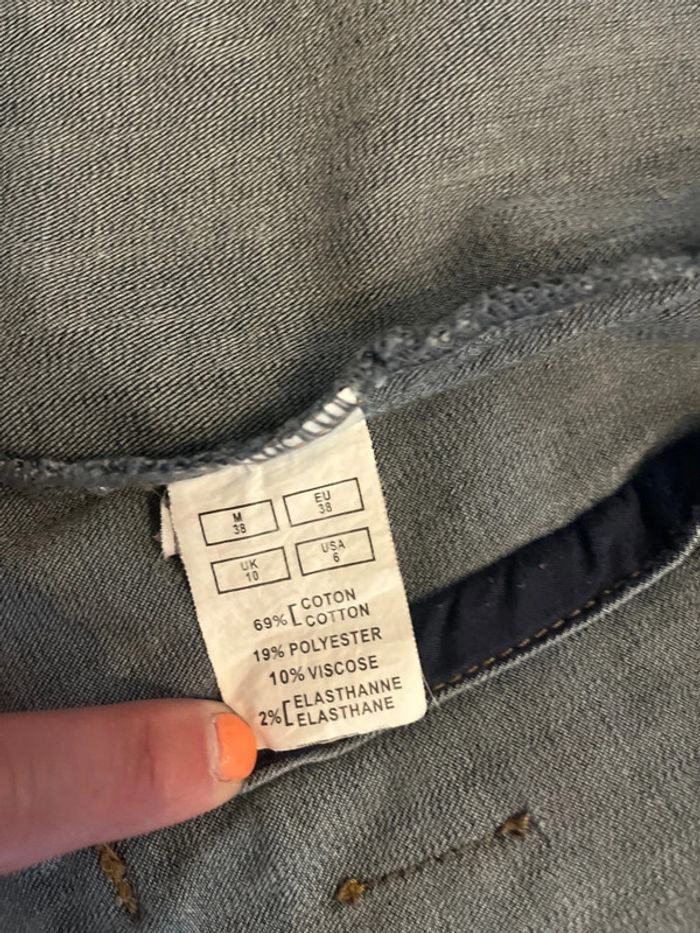 M EU
38 38
UK USA
10 6
69% [ COTON
COTTON
19% POLYESTER
10% VISCOSE
2% [ ELASTHANNE
ELASTHANE